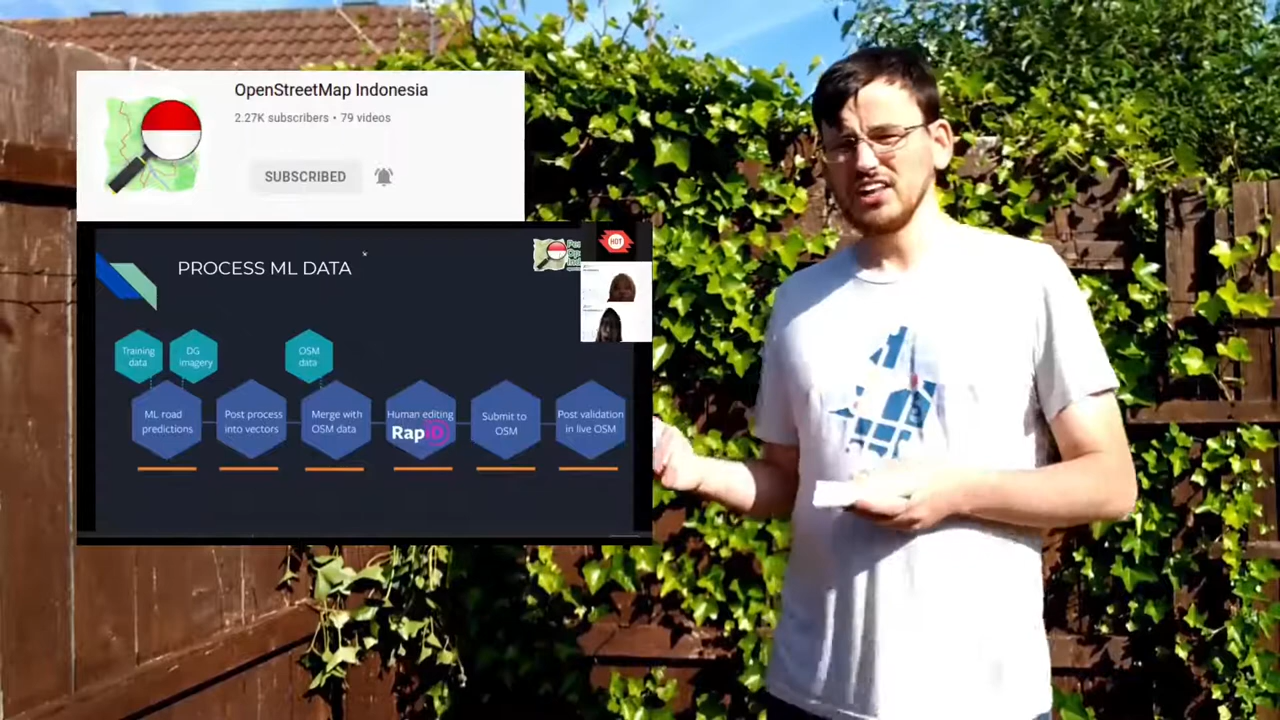 OpenStreetMap Indonesia
2.27K subscribers • 79 videos
SUBSCRIBED
PROCESS ML DATA
HOT
Training
data
DG
imagery
OSM
data
ML road
predictions
Post process
into vectors
Merge with
OSM data
Human editing
RapiD
Submit to
OSM
Post validation
in live OSM